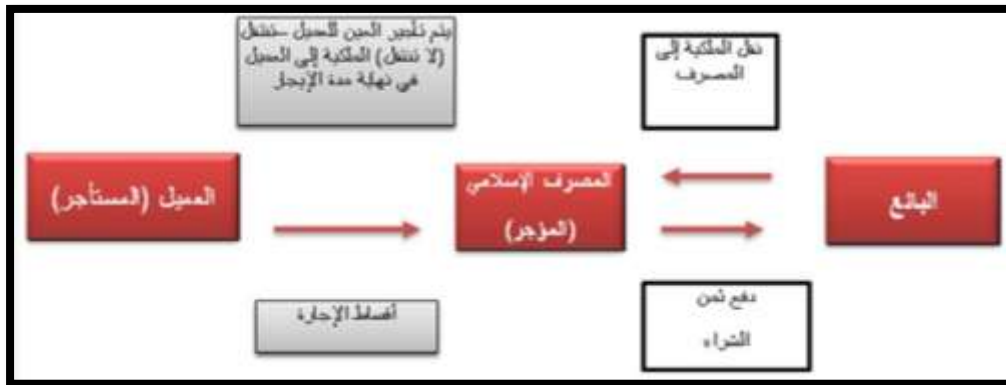 نقل الملكية إلى
المصرف
يتم تأجير العين للعميل –تنتقل
(لا تنتقل) الملكية إلى العميل
في نهاية مدة الإيجار
البائع
المصرف الإسلامي
(المؤجر)
العميل (المستأجر)
دفع ثمن
الشراء
أقساط الإجارة